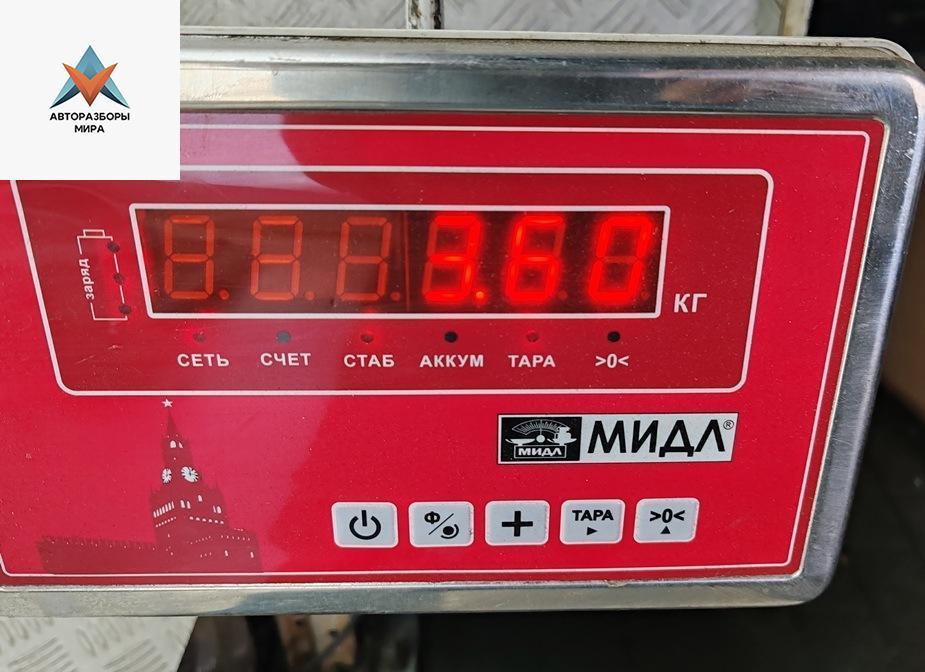 АВТОРАЗБОРЫ
МИРА
заряд
3.60
КГ
СЕТЬ СЧЕТ СТАБ АККУМ ТАРА >0<
МИДЛ МИДЛ®
Ф ТАРА >0<